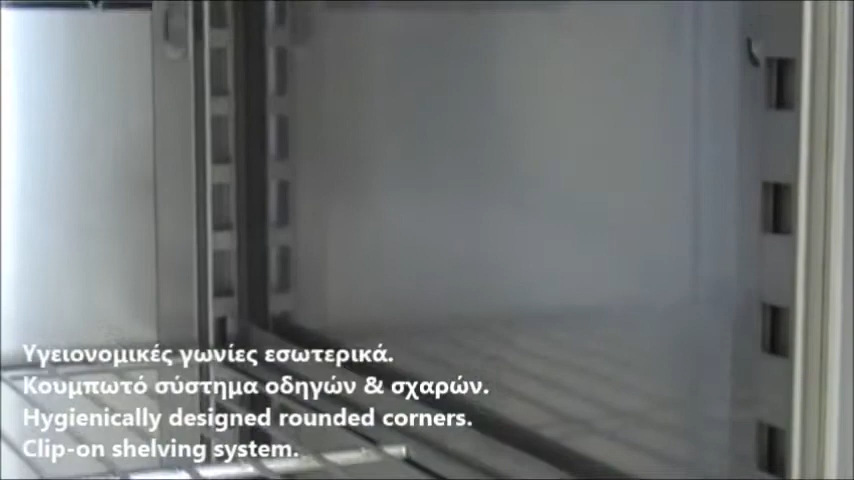 Υγειονομικές γωνίες εσωτερικά.
Κουμπωτό σύστημα οδηγών & σχαρών.
Hygienically designed rounded corners.
Clip-on shelving system.